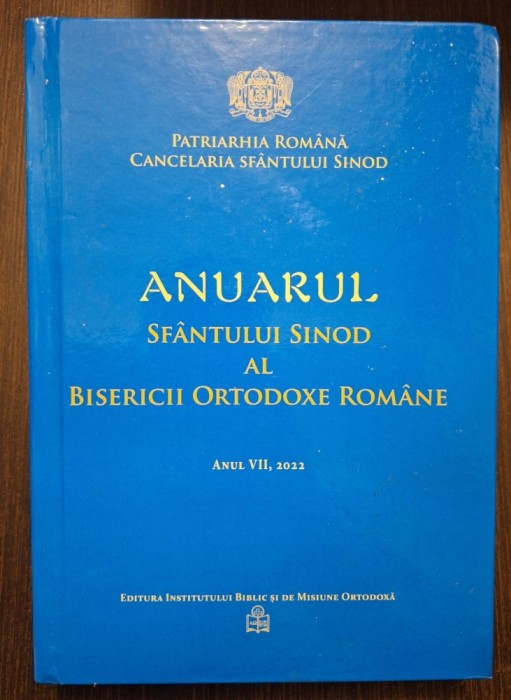 Patriarhia Română
Cancelaria Sfântului Sinod
Anuarul
Sfântului Sinod
al
Bisericii Ortodoxe Române
Anul VII, 2022
Editura Institutului Biblic și de Misiune Ortodoxă